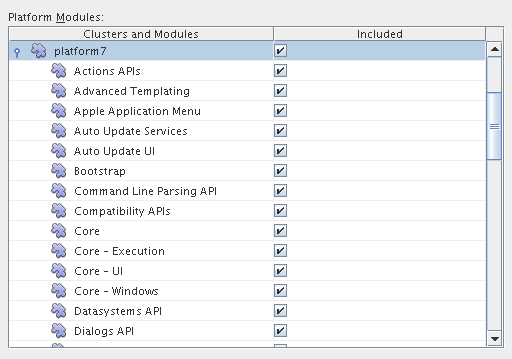 Platform Modules:
Clusters and Modules Included
platform7
Actions APIs
Advanced Templating
Apple Application Menu
Auto Update Services
Auto Update UI
Bootstrap
Command Line Parsing API
Compatibility APIs
Core
Core - Execution
Core - UI
Core - Windows
Datasystems API
Dialogs API